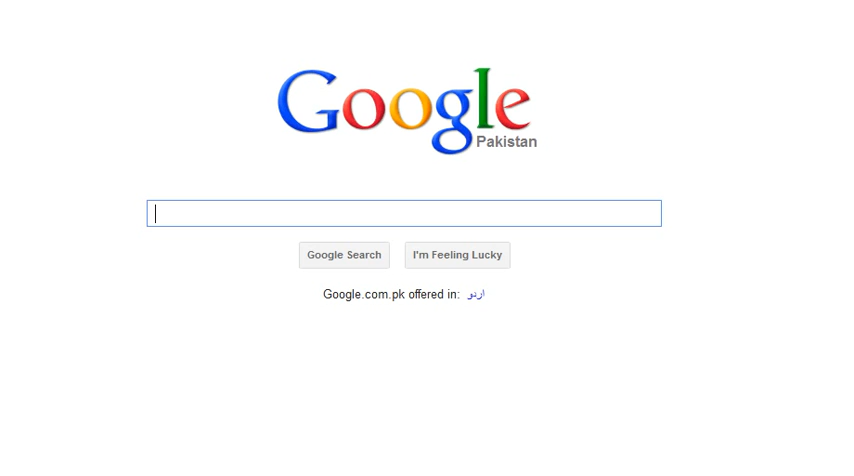 Google
Pakistan
Google Search
I'm Feeling Lucky
Google.com.pk offered in: اردو